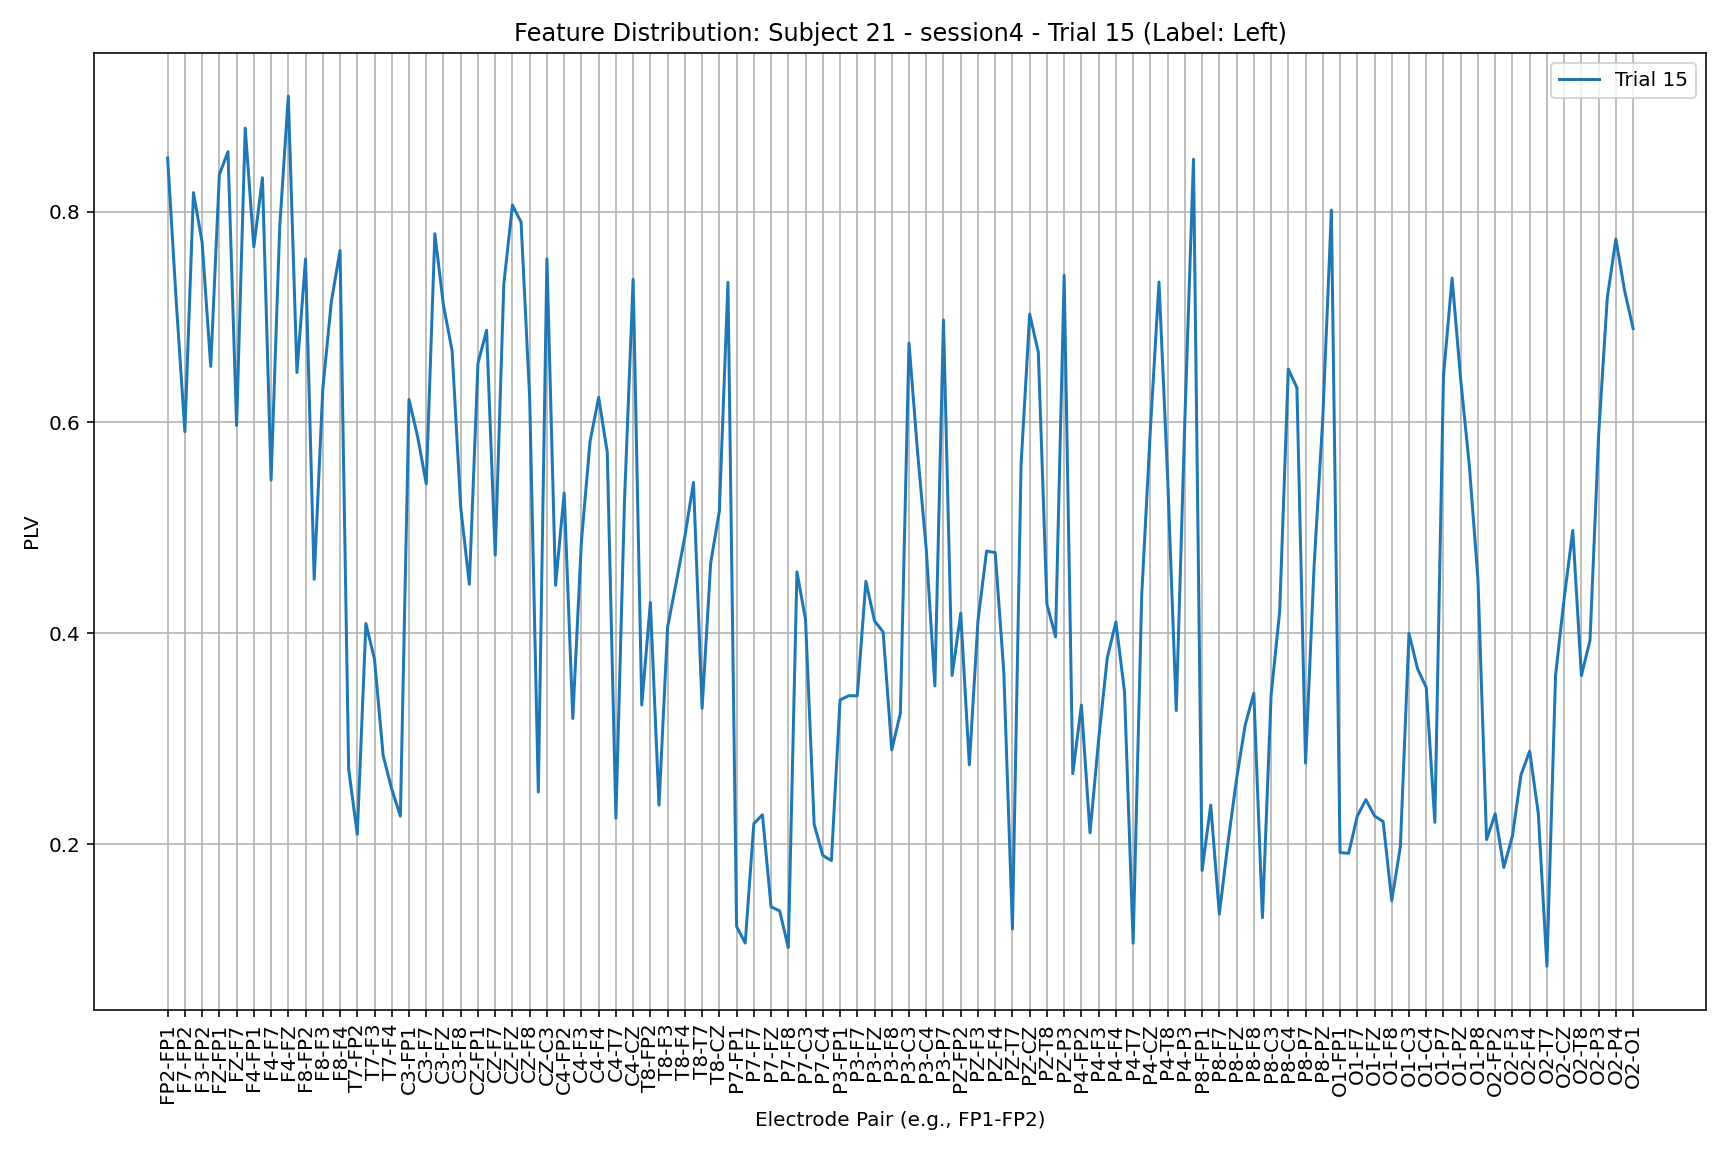 Feature Distribution: Subject 21 - session4 - Trial 15 (Label: Left)
Trial 15
PLV
0.8
0.6
0.4
0.2
FP2-FP1
F7-FP2
F3-FP2
FZ-FP1
FZ-F7
F4-FP1
F4-F7
F4-FZ
F8-FP2
F8-F3
F8-F4
T7-FP2
T7-F3
T7-F4
C3-FP1
C3-F7
C3-FZ
C3-F8
CZ-FP1
CZ-F7
CZ-FZ
CZ-F8
CZ-C3
C4-FP2
C4-F3
C4-F4
C4-T7
C4-CZ
T8-FP2
T8-F3
T8-F4
T8-T7
T8-CZ
P7-FP1
P7-F7
P7-FZ
P7-F8
P7-C3
P7-C4
P3-FP1
P3-F7
P3-FZ
P3-F8
P3-C3
P3-C4
P3-P7
PZ-FP2
PZ-F3
PZ-F4
PZ-T7
PZ-CZ
PZ-T8
PZ-P3
P4-FP2
P4-F3
P4-F4
P4-T7
P4-CZ
P4-T8
P4-P3
P8-FP1
P8-F7
P8-FZ
P8-F8
P8-C3
P8-C4
P8-P7
P8-PZ
O1-FP1
O1-F7
O1-FZ
O1-F8
O1-C3
O1-C4
O1-P7
O1-PZ
O1-P8
O2-FP2
O2-F3
O2-F4
O2-T7
O2-CZ
O2-T8
O2-P3
O2-P4
O2-O1
Electrode Pair (e.g., FP1-FP2)